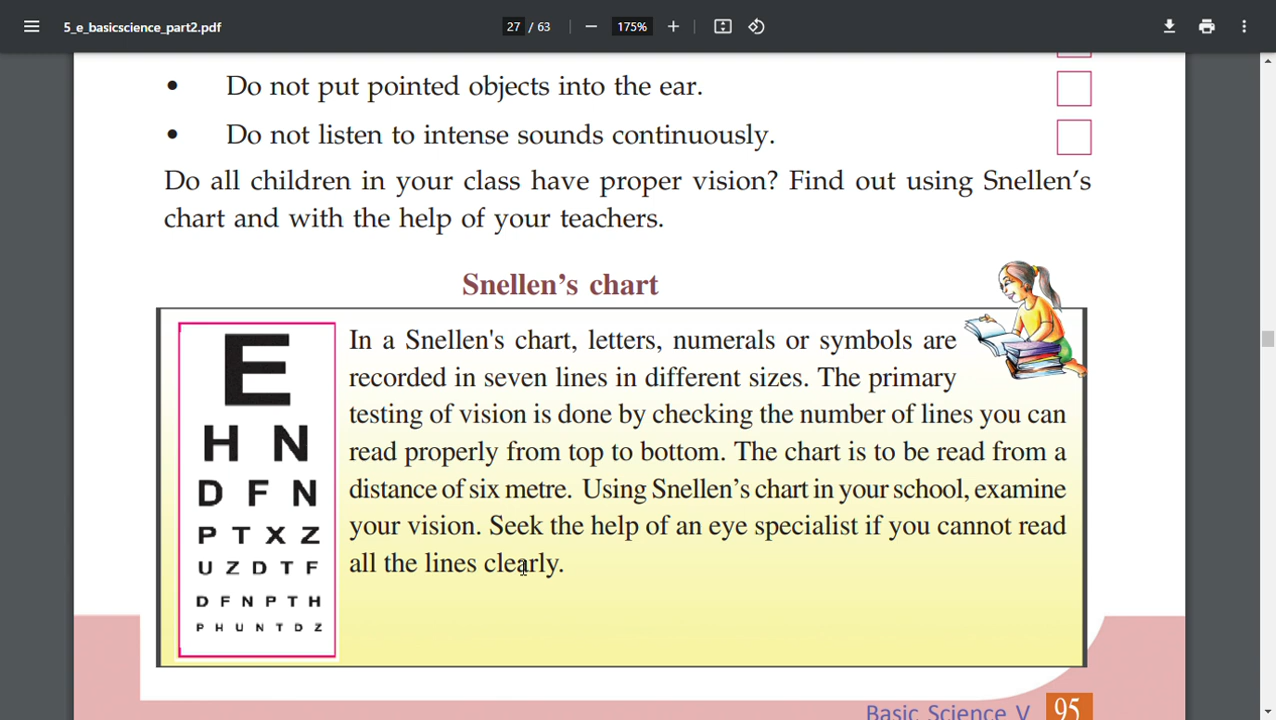 5_e_basicscience_part2.pdf
27 / 63
175%
• Do not put pointed objects into the ear.
• Do not listen to intense sounds continuously.
Do all children in your class have proper vision? Find out using Snellen’s
chart and with the help of your teachers.
Snellen’s chart
E
H N
D F N
P T X Z
U Z D T F
D F N P T H
P H U N T D Z
In a Snellen's chart, letters, numerals or symbols are
recorded in seven lines in different sizes. The primary
testing of vision is done by checking the number of lines you can
read properly from top to bottom. The chart is to be read from a
distance of six metre. Using Snellen’s chart in your school, examine
your vision. Seek the help of an eye specialist if you cannot read
all the lines clearly.
Basic Science V 95